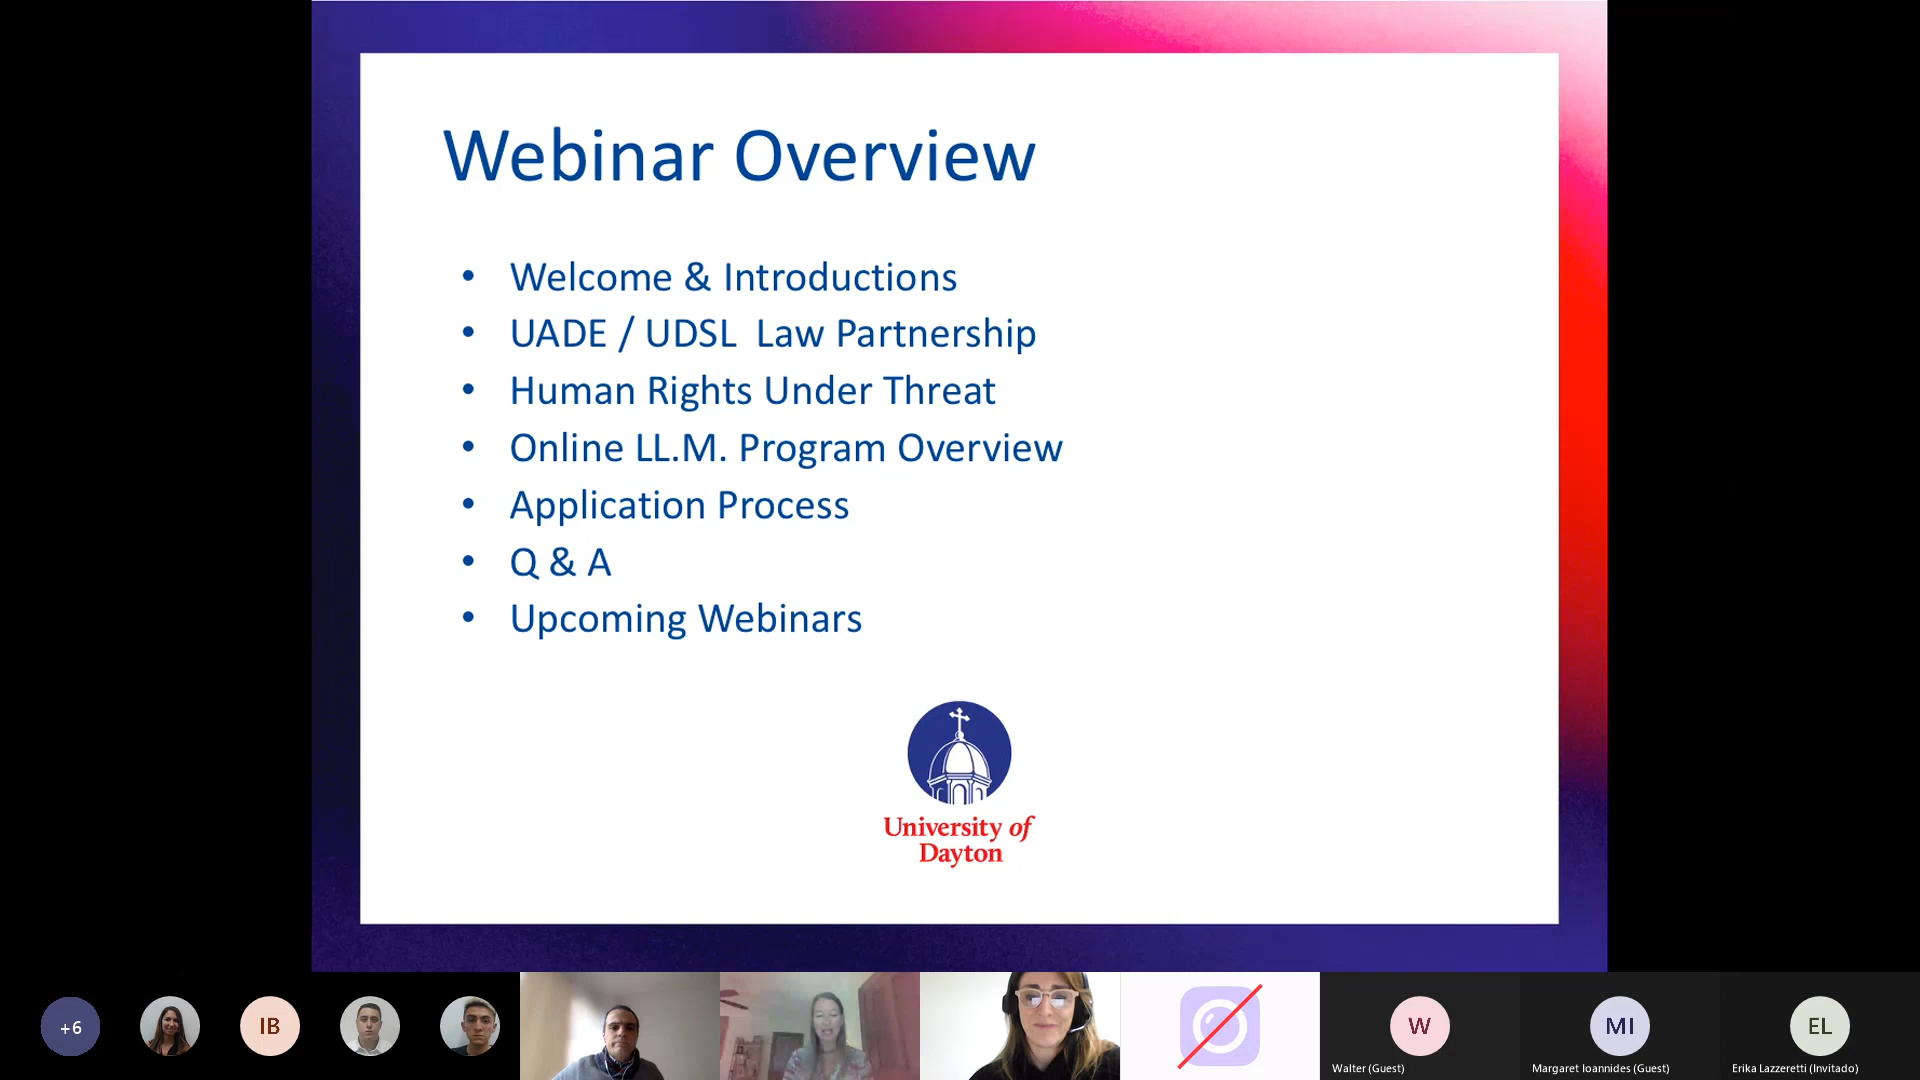 Webinar Overview
• Welcome & Introductions
• UADE / UDSL  Law Partnership
• Human Rights Under Threat
• Online LL.M. Program Overview
• Application Process
• Q & A
• Upcoming Webinars
University of
Dayton
+6
IB
W
MI
EL
Walter (Guest)
Margaret Ioannides (Guest)
Erika Lazzeretti (Invitado)